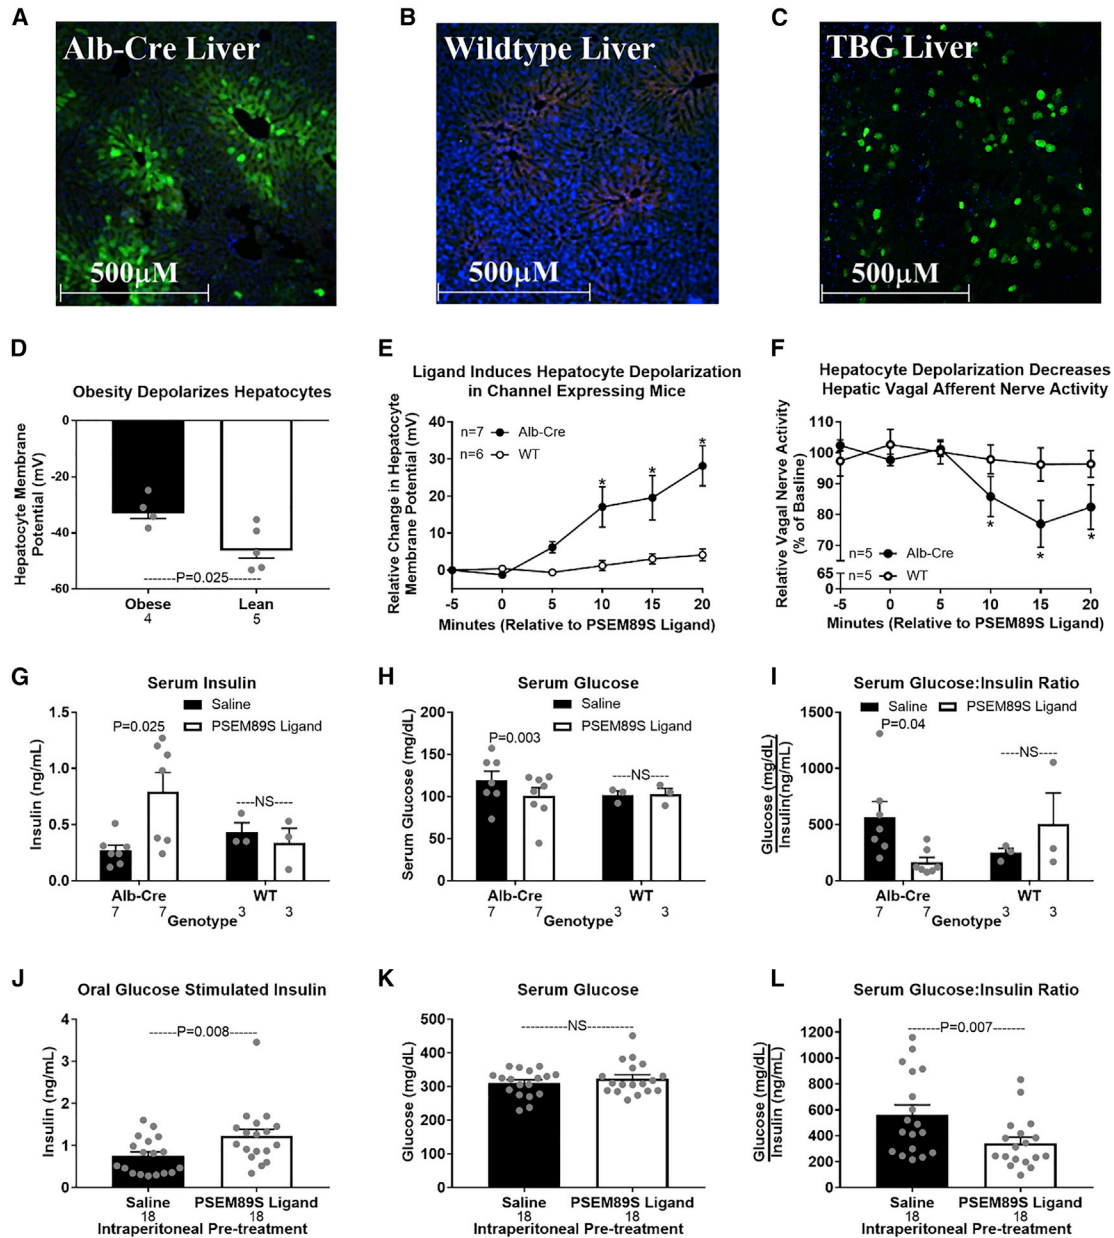 A
Alb-Cre Liver
500μM
B
Wildtype Liver
500μM
C
TBG Liver
500μM
D
Obesity Depolarizes Hepatocytes
Hepatocyte Membrane
Potential (mV)
0
-20
-40
-60
-------P=0.025-------
Obese
Lean
4
5
E
Ligand Induces Hepatocyte Depolarization
in Channel Expressing Mice
Relative Change in Hepatocyte
Membrane Potential (mV)
40
30
20
10
0
n=7 Alb-Cre
n=6 WT
* * *
-5 0 5 10 15 20
Minutes (Relative to PSEM89S Ligand)
F
Hepatocyte Depolarization Decreases
Hepatic Vagal Afferent Nerve Activity
Relative Vagal Nerve Activity
(% of Basline)
110
100
90
80
70
65
0
n=5 Alb-Cre
n=5 WT
* * *
-5 0 5 10 15 20
Minutes (Relative to PSEM89S Ligand)
G
Serum Insulin
Saline
PSEM89S Ligand
Insulin (ng/mL)
1.5
1.0
0.5
0.0
P=0.025
----NS----
Alb-Cre
WT
7 7 3 3
Genotype
H
Serum Glucose
Saline
PSEM89S Ligand
Serum Glucose (mg/dL)
200
150
100
50
0
P=0.003
----NS----
Alb-Cre
WT
7 7 3 3
Genotype
I
Serum Glucose:Insulin Ratio
Saline PSEM89S Ligand
Glucose (mg/dL)
Insulin(ng/mL)
1500
1000
500
0
P=0.04
----NS----
Alb-Cre
WT
7 7 3 3
Genotype
J
Oral Glucose Stimulated Insulin
Insulin (ng/mL)
4
3
2
1
0
------P=0.008------
Saline PSEM89S Ligand
18 18
Intraperitoneal Pre-treatment
K
Serum Glucose
Glucose (mg/dL)
500
400
300
200
100
0
----------NS---------
Saline PSEM89S Ligand
18 18
Intraperitoneal Pre-treatment
L
Serum Glucose:Insulin Ratio
Glucose (mg/dL)
Insulin (ng/mL)
1200
1000
800
600
400
200
0
-------P=0.007-------
Saline PSEM89S Ligand
18 18
Intraperitoneal Pre-treatment